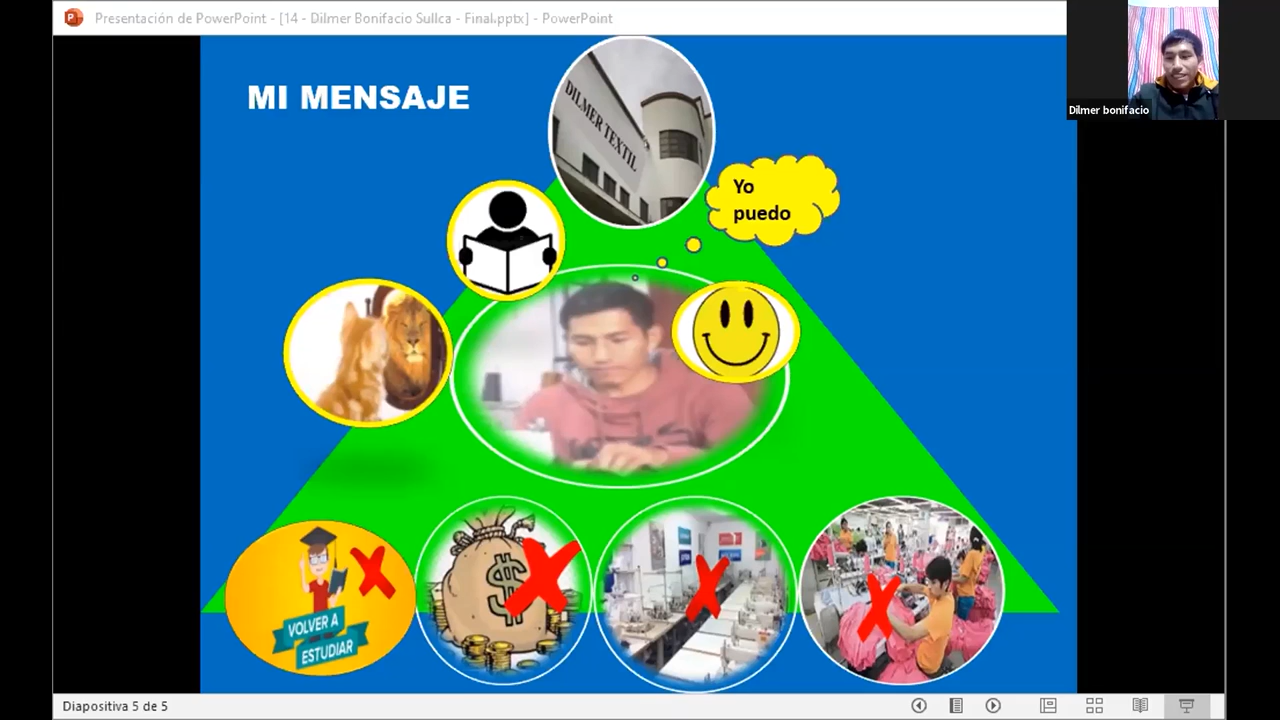 Presentación de PowerPoint - [14 - Dilmer Bonifacio Sullca - Final.pptx] - PowerPoint
MI MENSAJE
DILMER TEXTIL
Dilmer bonifacio
Yo
puedo
VOLVER A
ESTUDIAR
$
Diapositiva 5 de 5